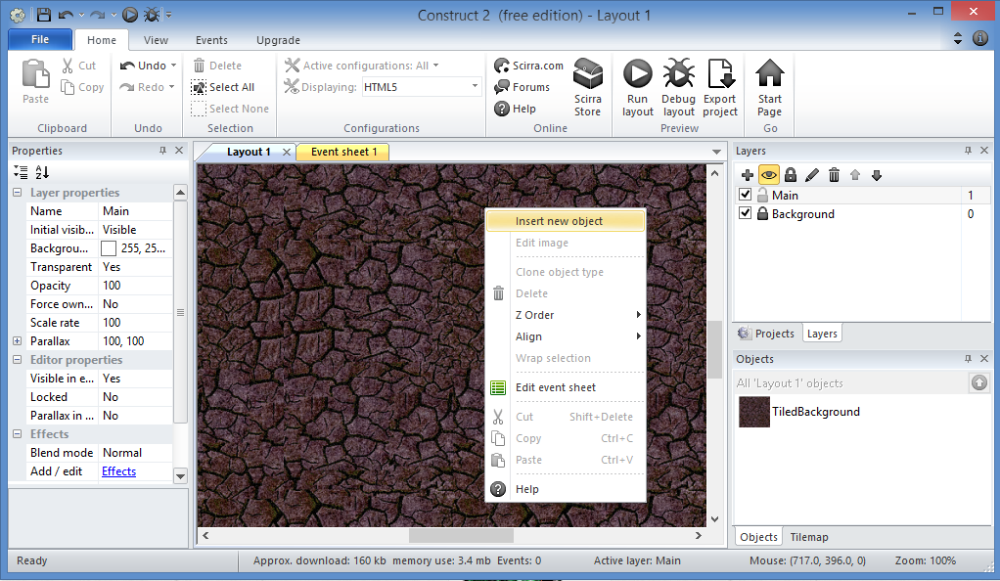 Construct 2 (free edition) - Layout 1
File Home View Events Upgrade
Paste
Cut
Copy
Clipboard
Undo
Redo
Undo
Delete
Select All
Select None
Selection
Active configurations: All
Displaying: HTML5
Configurations
Scirra.com
Forums
Help
Scirra
Store
Online
Run
layout
Debug
layout
Export
project
Preview
Start
Page
Go
Properties
Layer properties
Name Main
Initial visib... Visible
Backgrou... 255, 25...
Transparent Yes
Opacity 100
Force own... No
Scale rate 100
Parallax 100, 100
Editor properties
Visible in e... Yes
Locked No
Parallax in ... No
Effects
Blend mode Normal
Add / edit Effects
Layout 1 Event sheet 1
Insert new object
Edit image
Clone object type
Delete
Z Order
Align
Wrap selection
Edit event sheet
Cut Shift+Delete
Copy Ctrl+C
Paste Ctrl+V
Help
Layers
Main 1
Background 0
Projects Layers
Objects
All 'Layout 1' objects
TiledBackground
Objects Tilemap
Ready Approx. download: 160 kb memory use: 3.4 mb Events: 0 Active layer: Main Mouse: (717.0, 396.0, 0) Zoom: 100%